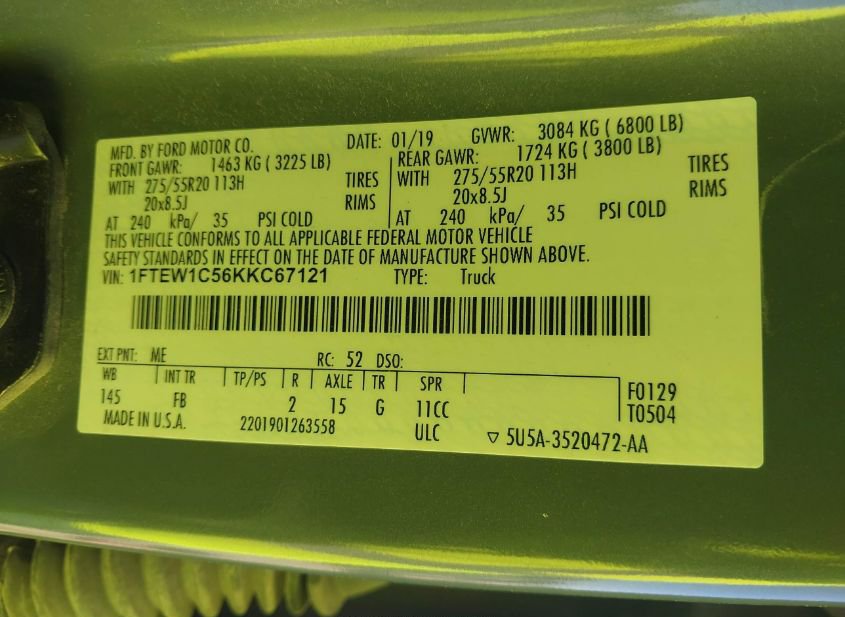 MFD. BY FORD MOTOR CO. DATE: 01/19 GVWR: 3084 KG ( 6800 LB)
FRONT GAWR: 1463 KG ( 3225 LB) REAR GAWR: 1724 KG ( 3800 LB)
WITH 275/55R20 113H TIRES WITH 275/55R20 113H TIRES
20x8.5J RIMS 20x8.5J RIMS
AT 240 kPa/ 35 PSI COLD AT 240 kPa/ 35 PSI COLD
THIS VEHICLE CONFORMS TO ALL APPLICABLE FEDERAL MOTOR VEHICLE
SAFETY STANDARDS IN EFFECT ON THE DATE OF MANUFACTURE SHOWN ABOVE.
VIN: 1FTEW1C56KKC67121 TYPE: Truck
EXT PNT: ME RC: 52 DSO:
WB INT TR TP/PS R AXLE TR SPR F0129
145 FB 2 15 G 11CC T0504
MADE IN U.S.A. 2201901263558 ULC ▽ 5U5A-3520472-AA